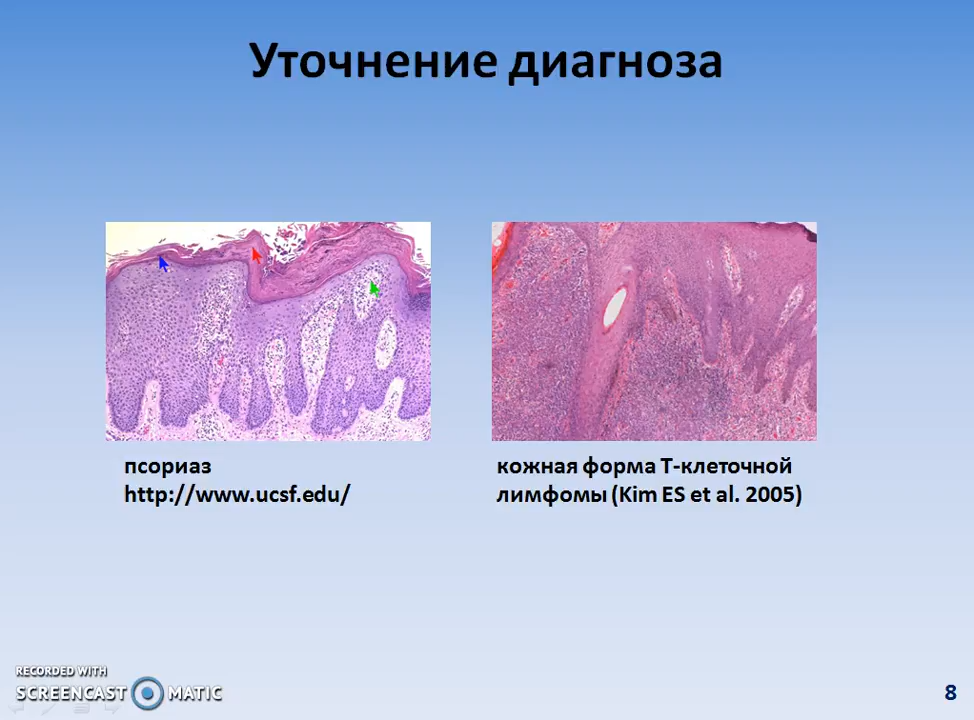 Уточнение диагноза
псориаз
http://www.ucsf.edu/
кожная форма Т-клеточной
лимфомы (Kim ES et al. 2005)
RECORDED WITH
SCREENCAST MATIC
8